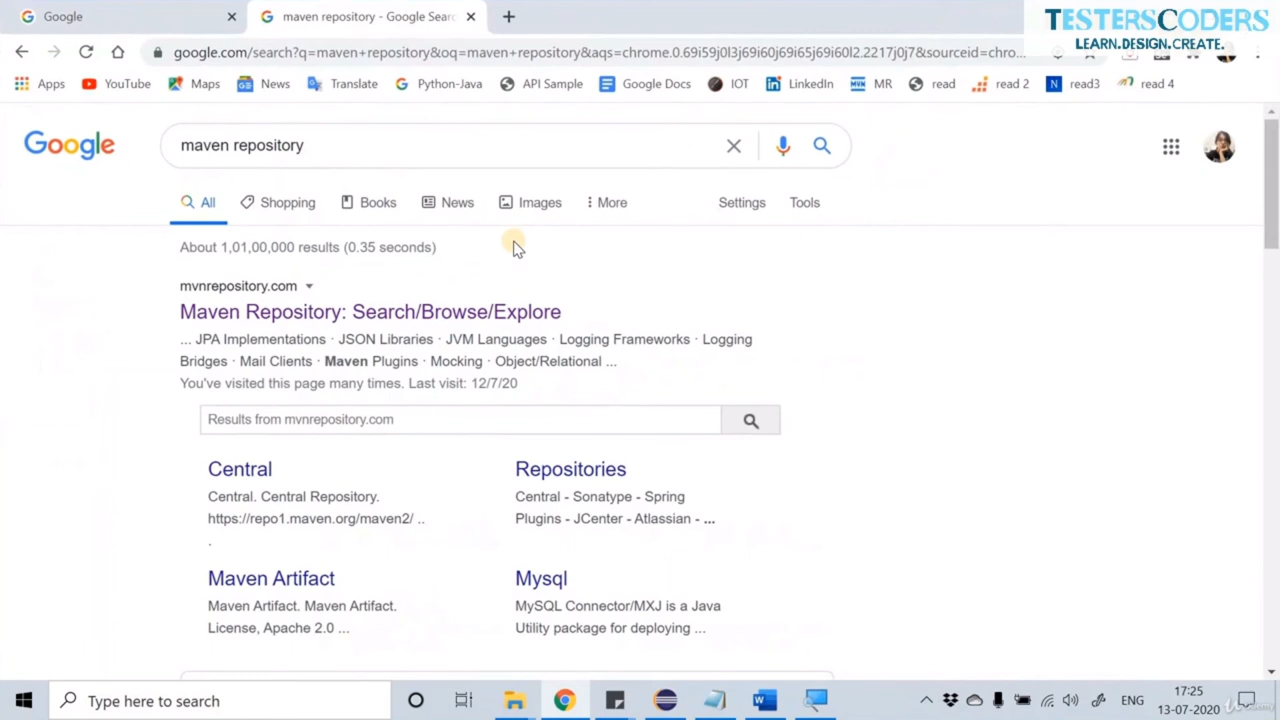 Google
maven repository - Google Searc
TESTERSCODERS
LEARN.DESIGN.CREATE.
google.com/search?q=maven+repository&oq=maven+repository&aqs=chrome.0.69i59j0l3j69i60j69i65j69i60l2.2217j0j7&sourceid=chro...
Apps YouTube Maps News Translate Python-Java API Sample Google Docs IOT LinkedIn MR read read 2 read3 read 4
Google
maven repository
All Shopping Books News Images More Settings Tools
About 1,01,00,000 results (0.35 seconds)
mvnrepository.com
Maven Repository: Search/Browse/Explore
... JPA Implementations · JSON Libraries · JVM Languages · Logging Frameworks · Logging
Bridges · Mail Clients · Maven Plugins · Mocking · Object/Relational ...
You've visited this page many times. Last visit: 12/7/20
Results from mvnrepository.com
Central
Central. Central Repository.
https://repo1.maven.org/maven2/ ..
.
Repositories
Central - Sonatype - Spring
Plugins - JCenter - Atlassian - ...
Maven Artifact
Maven Artifact. Maven Artifact.
License, Apache 2.0 ...
Mysql
MySQL Connector/MXJ is a Java
Utility package for deploying ...
Type here to search
ENG
17:25
13-07-2020
Udemy